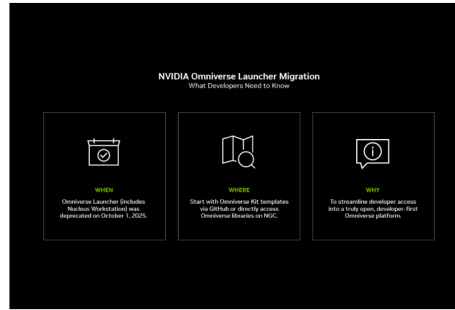 NVIDIA Omniverse Launcher Migration
What Developers Need to Know
WHEN
Omniverse Launcher (includes
Nucleus Workstation) was
deprecated on October 1, 2025.
WHERE
Start with Omniverse Kit templates
via GitHub or directly access
Omniverse libraries on NGC.
WHY
To streamline developer access
into a truly open, developer-first
Omniverse platform.